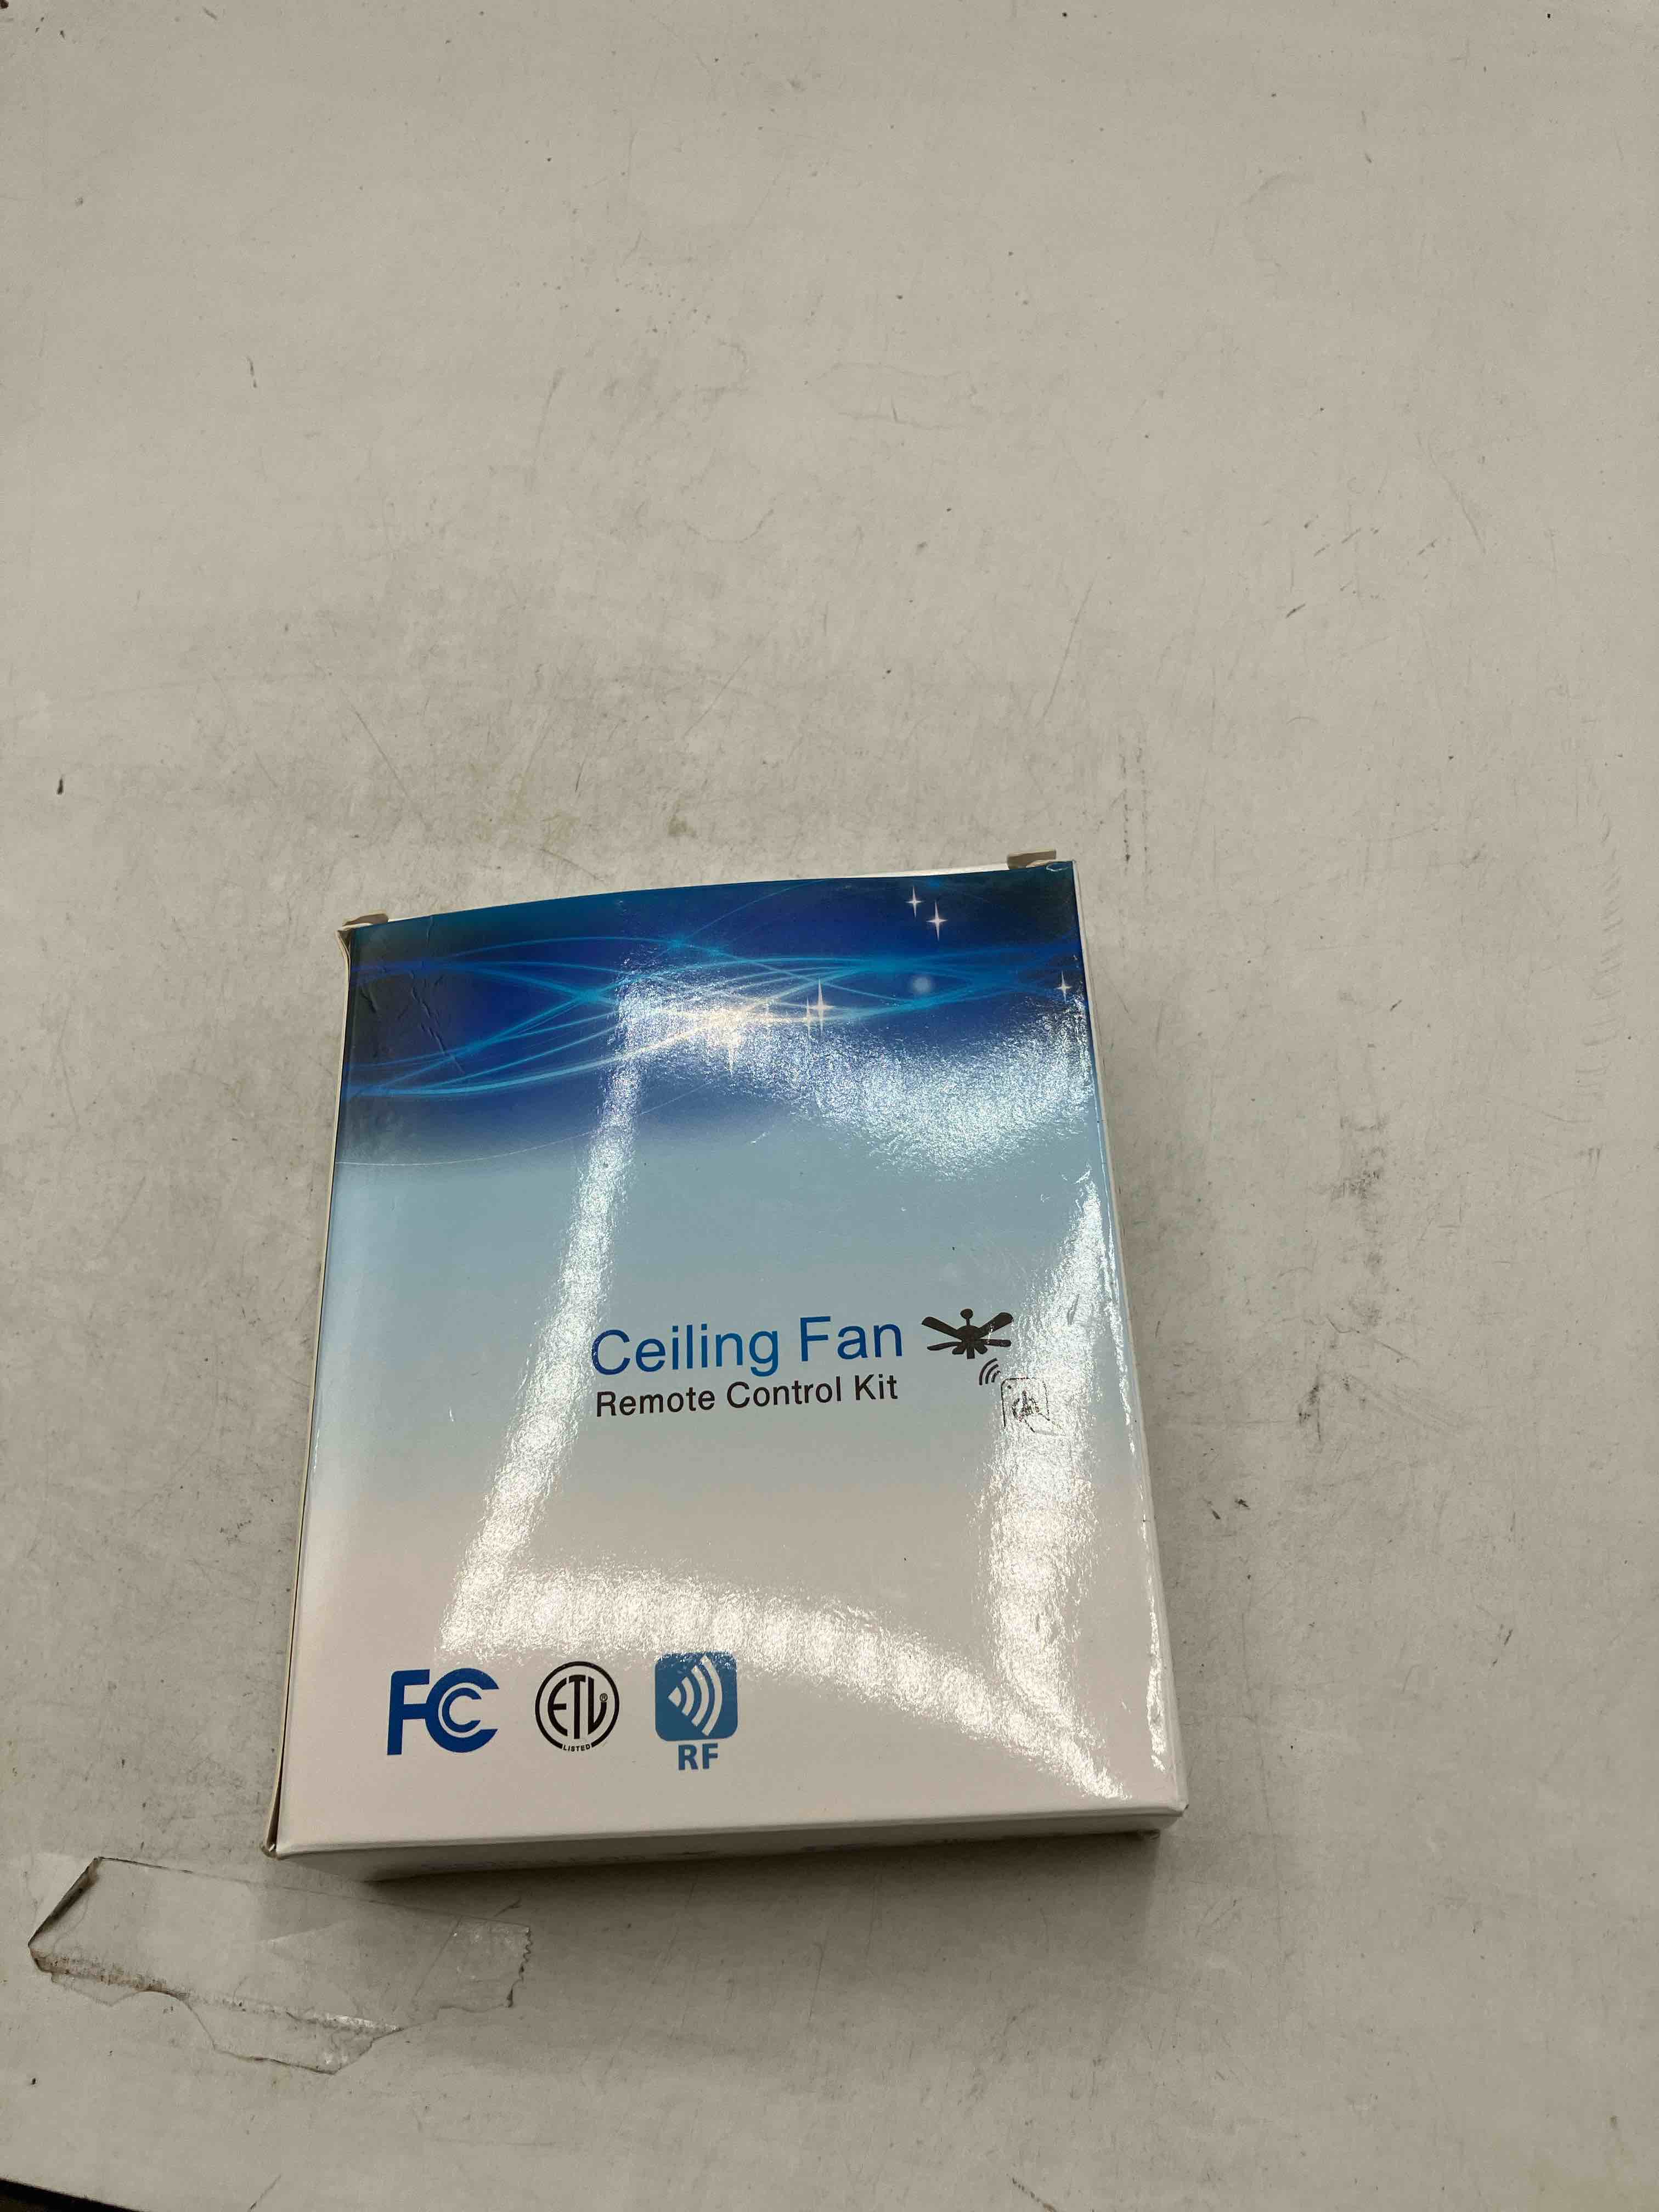 Ceiling Fan
Remote Control Kit
FC
ETL®
LISTED
RF